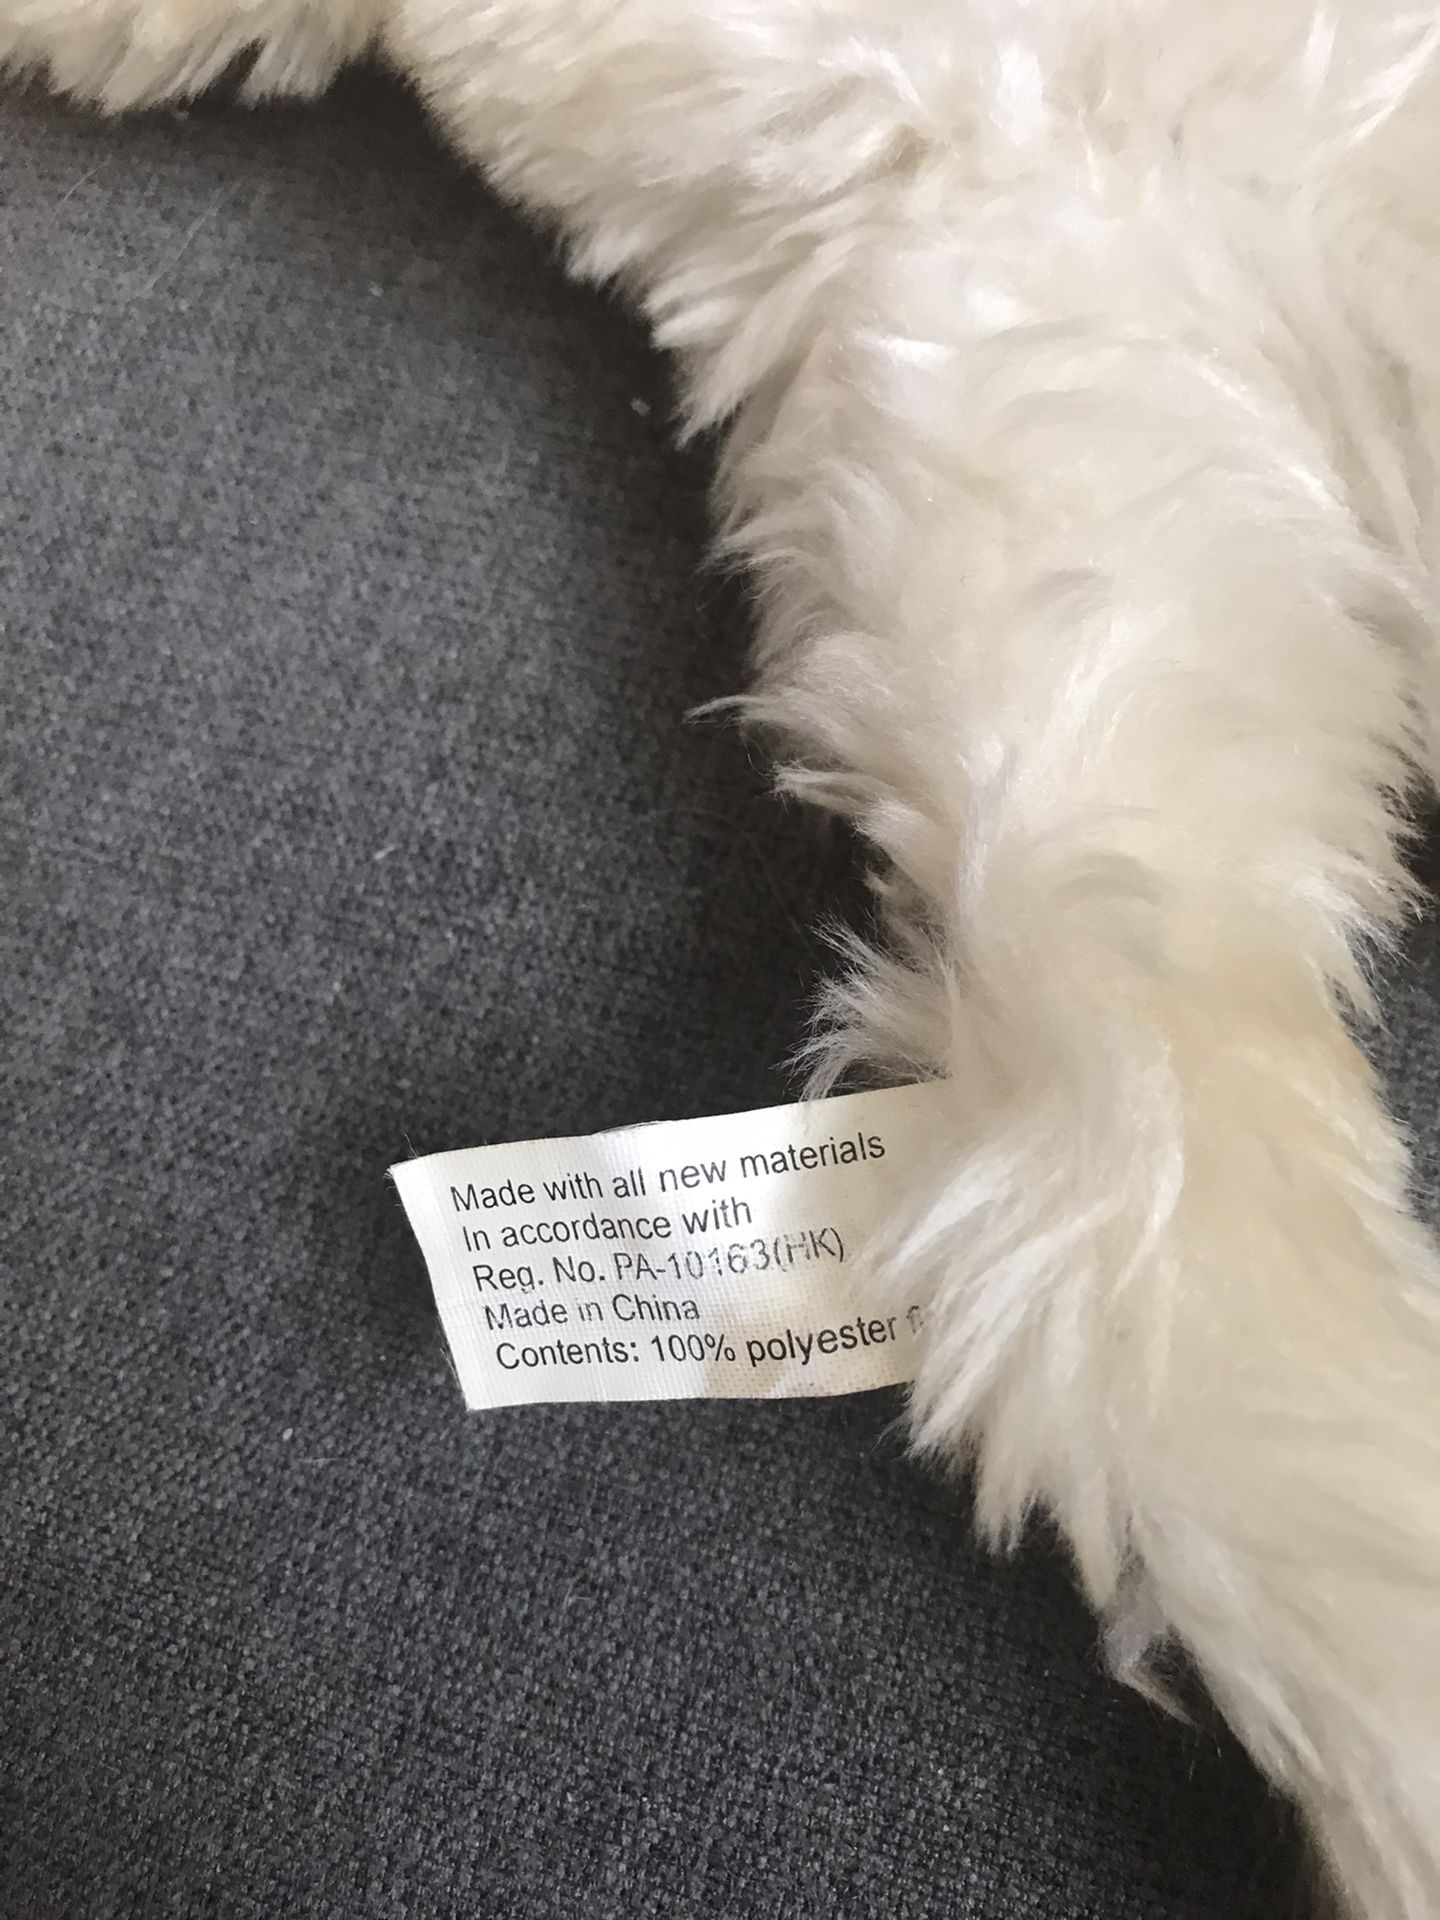 Made with all new materials
In accordance with
Reg. No. PA-10163(HK)
Made in China
Contents: 100% polyester